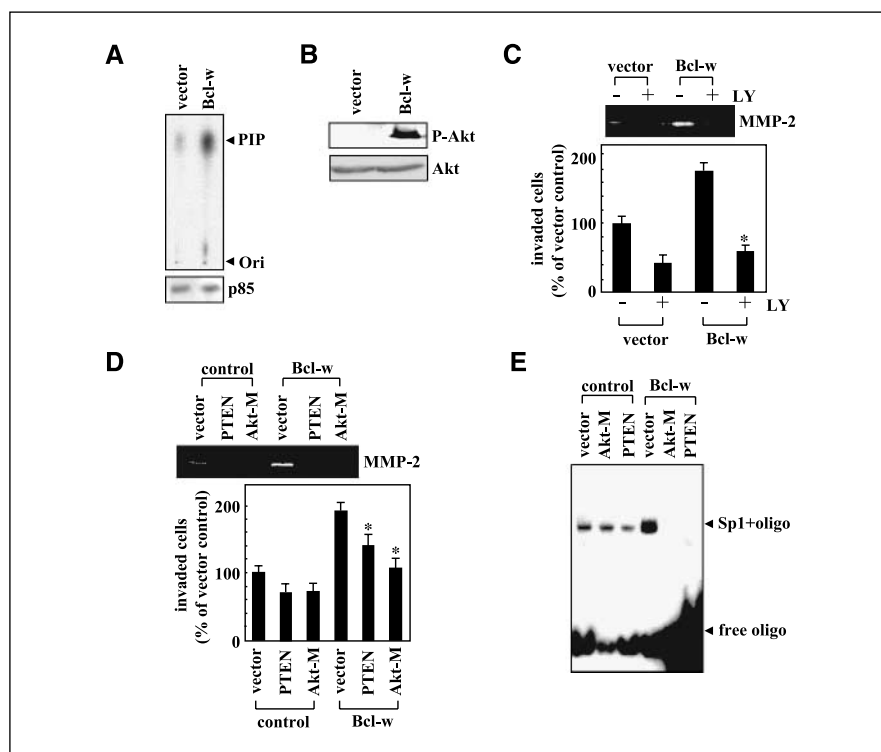 A
vector
Bcl-w
PIP
Ori
p85
B
vector
Bcl-w
P-Akt
Akt
C
vector Bcl-w
- + - + LY
MMP-2
invaded cells
(% of vector control)
200
100
0
*
- + - + LY
vector Bcl-w
D
control Bcl-w
vector PTEN Akt-M vector PTEN Akt-M
MMP-2
invaded cells
(% of vector control)
200
100
0
* *
vector PTEN Akt-M vector PTEN Akt-M
control Bcl-w
E
control Bcl-w
vector Akt-M PTEN vector Akt-M PTEN
Sp1+oligo
free oligo